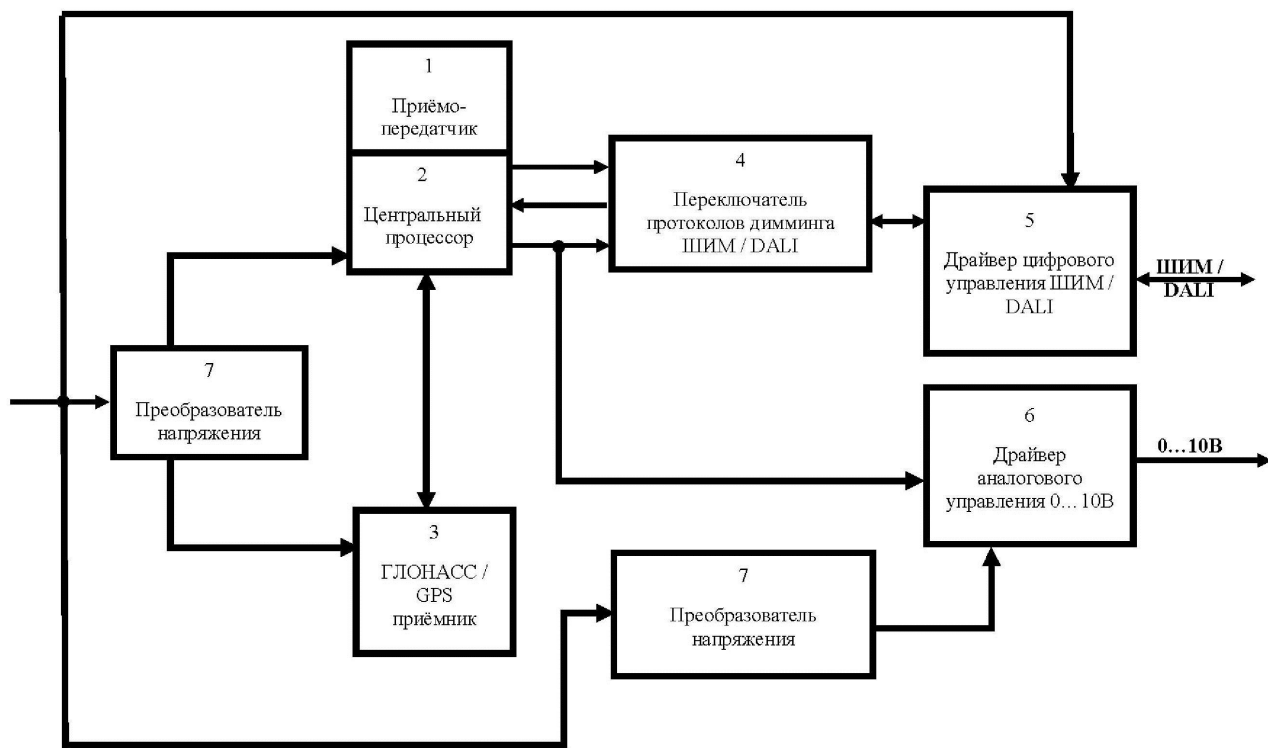 1
Приёмо-
передатчик
2
Центральный
процессор
4
Переключатель
протоколов димминга
ШИМ / DALI
5
Драйвер цифрового
управления ШИМ /
DALI
ШИМ /
DALI
7
Преобразователь
напряжения
6
Драйвер
аналогового
управления 0... 10В
0...10В
3
ГЛОНАСС /
GPS
приёмник
7
Преобразователь
напряжения